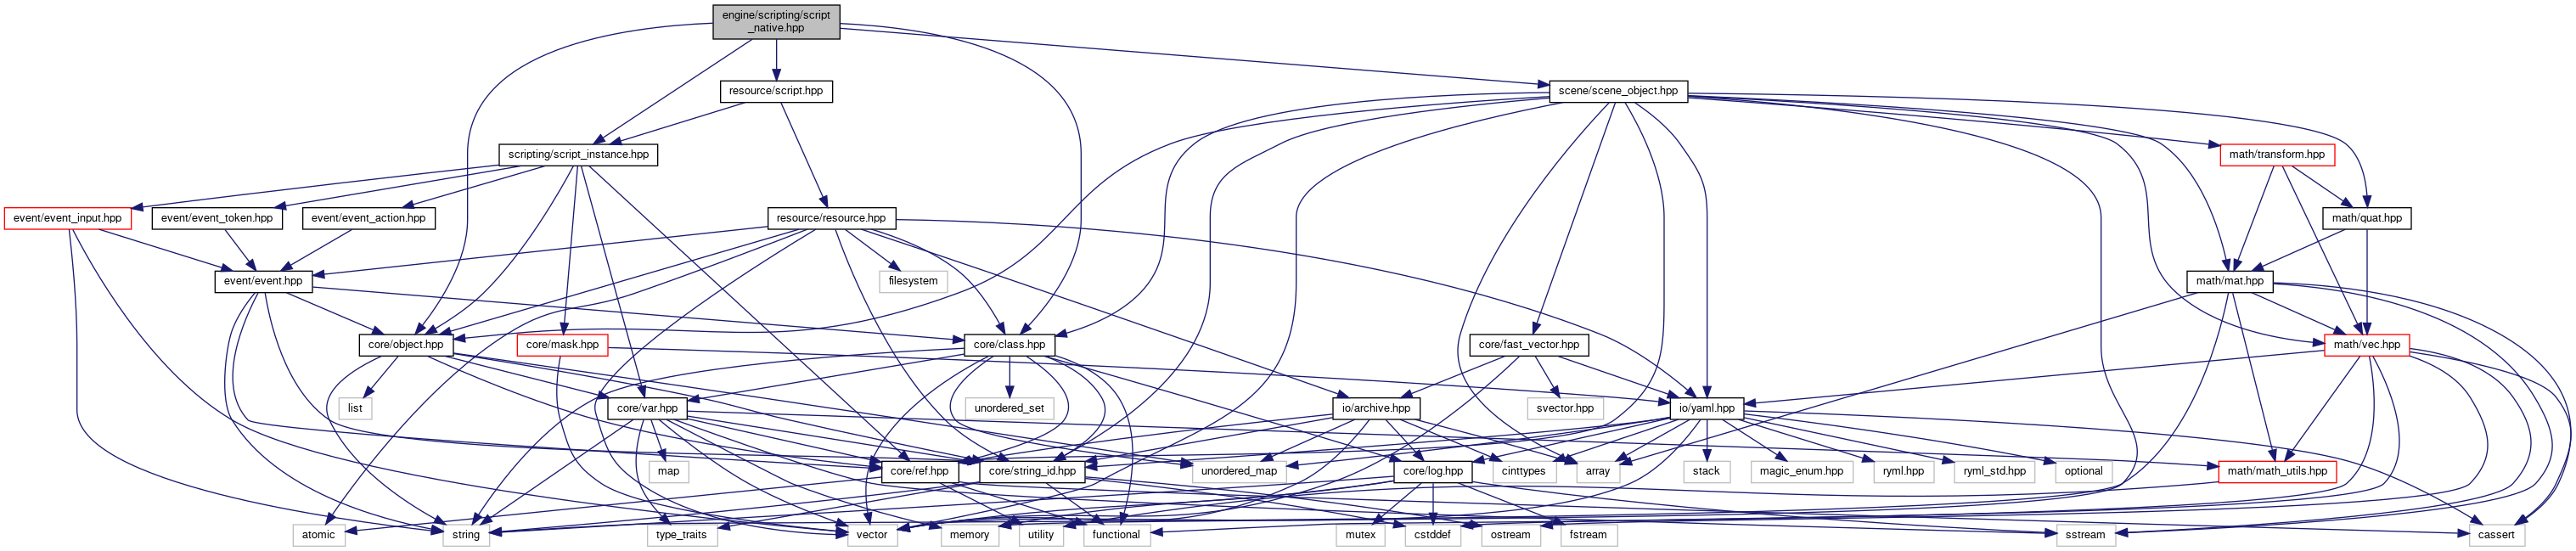 engine/scripting/script
_native.hpp
resource/script.hpp
scene/scene_object.hpp
scripting/script_instance.hpp
math/transform.hpp
event/event_input.hpp
event/event_token.hpp
event/event_action.hpp
resource/resource.hpp
math/quat.hpp
event/event.hpp
filesystem
math/mat.hpp
core/object.hpp
core/mask.hpp
core/class.hpp
core/fast_vector.hpp
math/vec.hpp
list
core/var.hpp
unordered_set
io/archive.hpp
svector.hpp
io/yaml.hpp
map
core/ref.hpp
core/string_id.hpp
unordered_map
core/log.hpp
cinttypes
array
stack
magic_enum.hpp
ryml.hpp
ryml_std.hpp
optional
math/math_utils.hpp
atomic
string
type_traits
vector
memory
utility
functional
mutex
cstddef
ostream
fstream
sstream
cassert